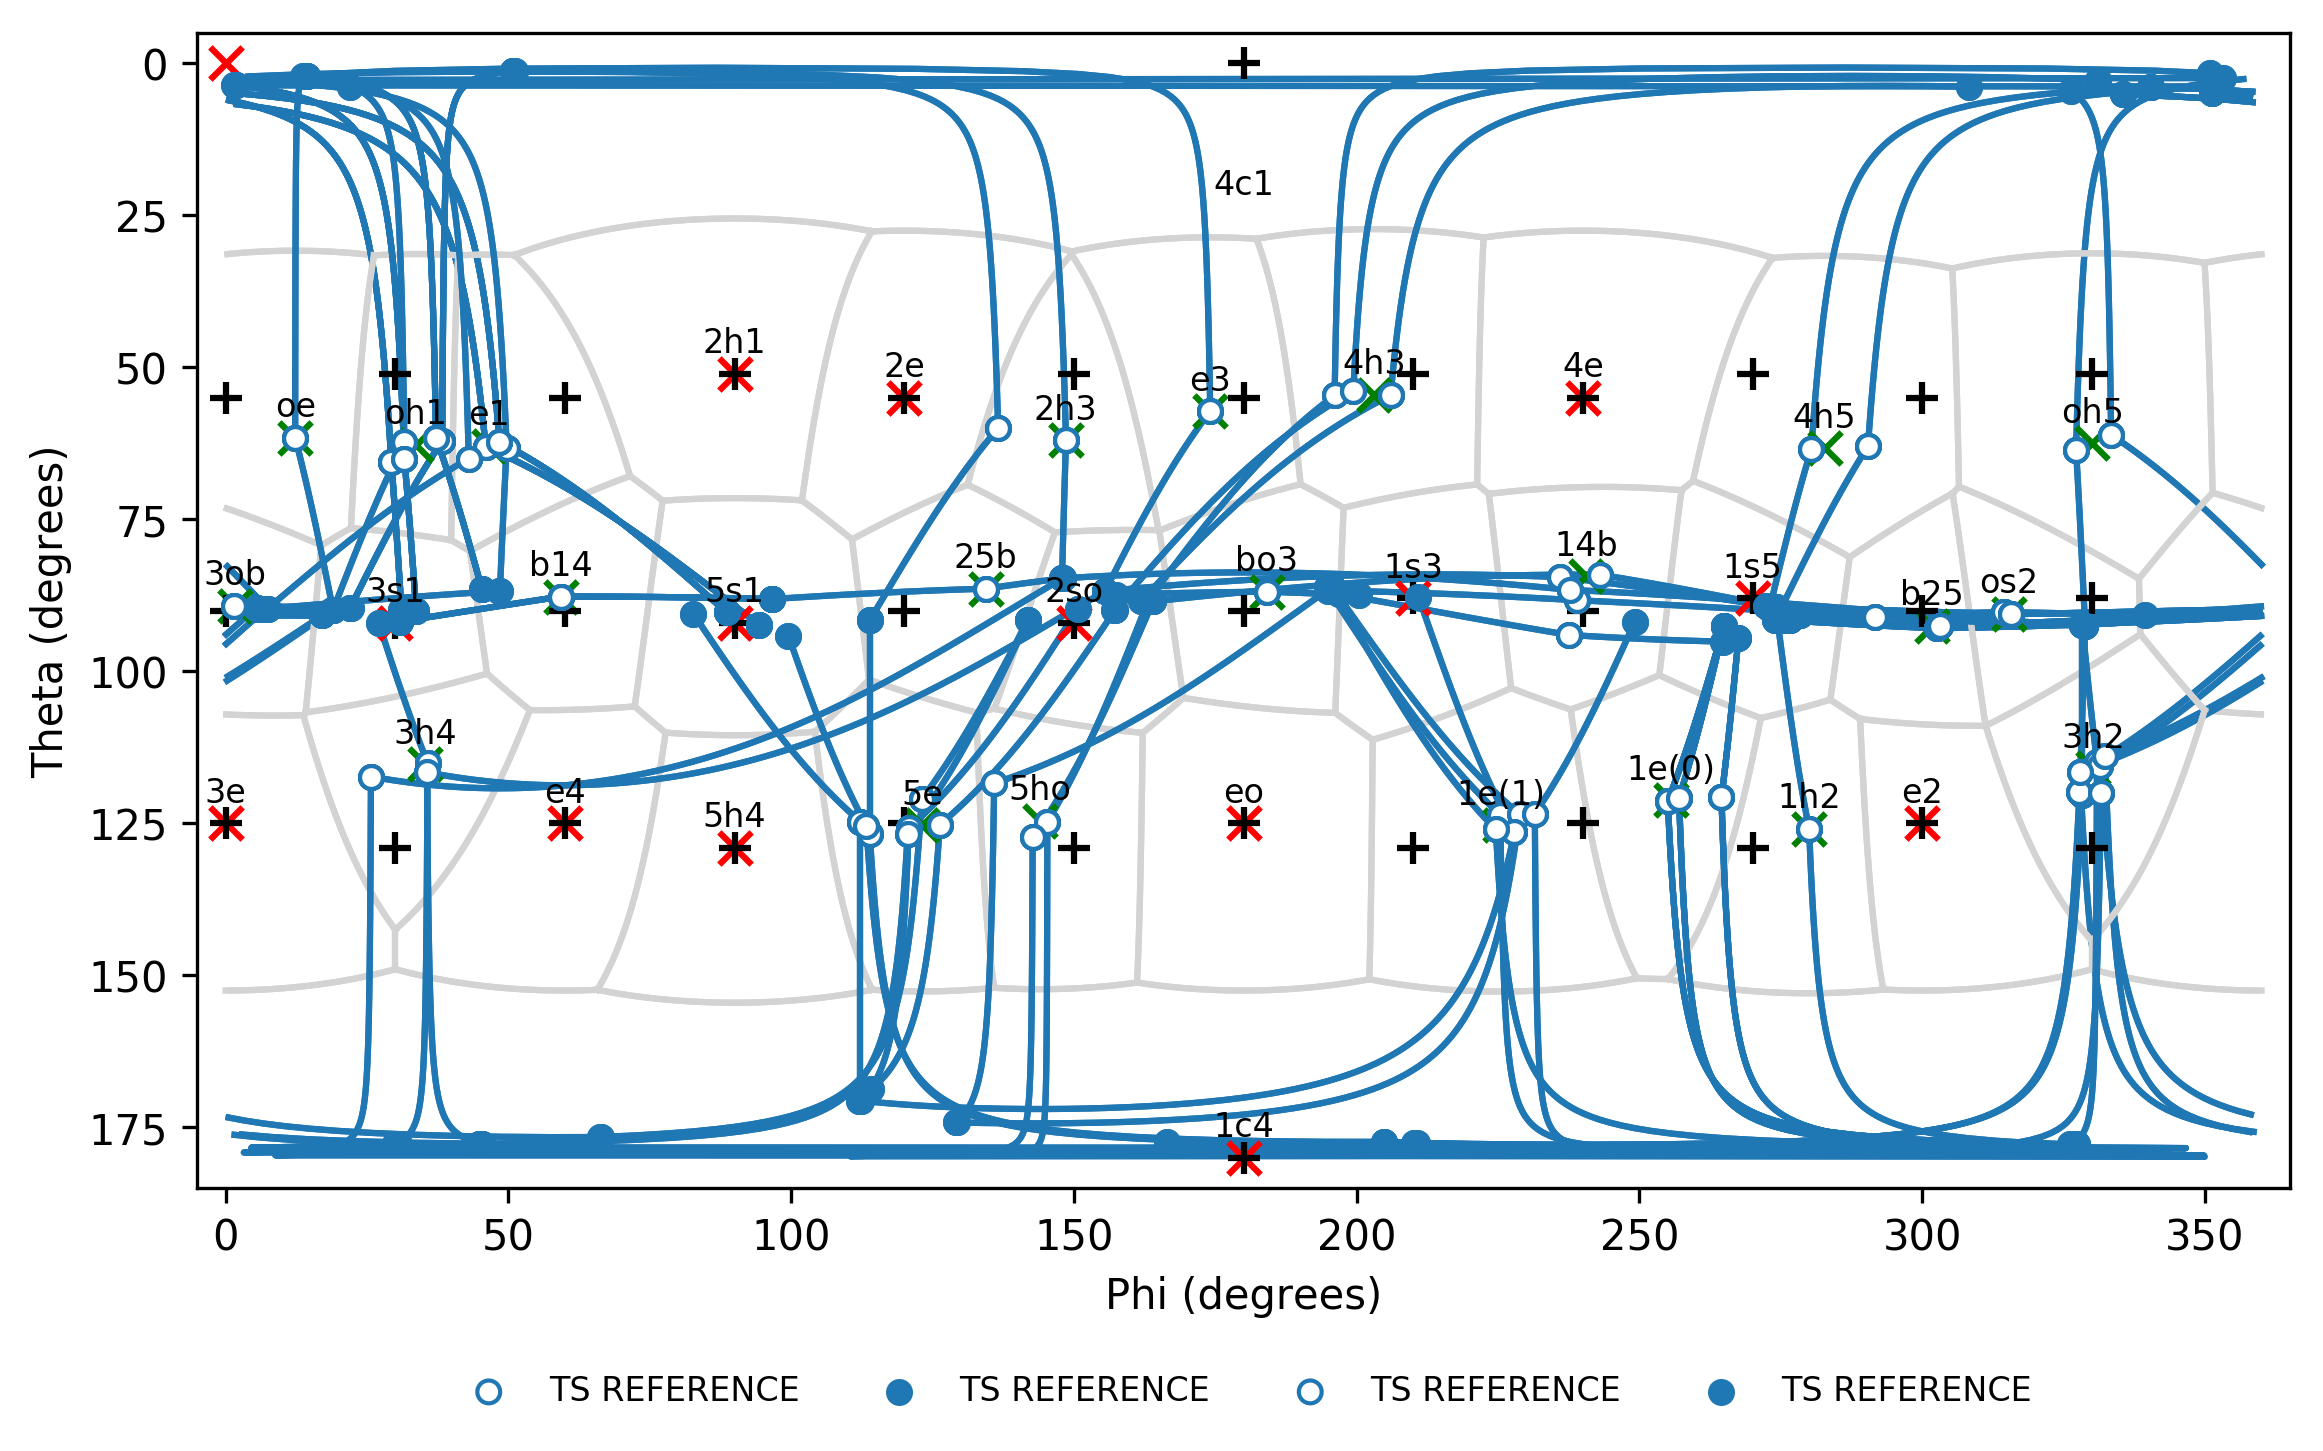 0
4c1
25
2h1
2e
4h3
4e
50
e3
oe
oh1
e1
2h3
4h5
oh5
75
25b
bo3
14b
3ob
b14
3s1
5s1
2so
1s3
1s5
b25
os2
100
3h4
3h2
1e(0)
3e
e4
5h4
5e
5ho
eo
1e(1)
1h2
e2
125
150
175
1c4
0 50 100 150 200 250 300 350
Theta (degrees)
Phi (degrees)
TS REFERENCE TS REFERENCE TS REFERENCE TS REFERENCE